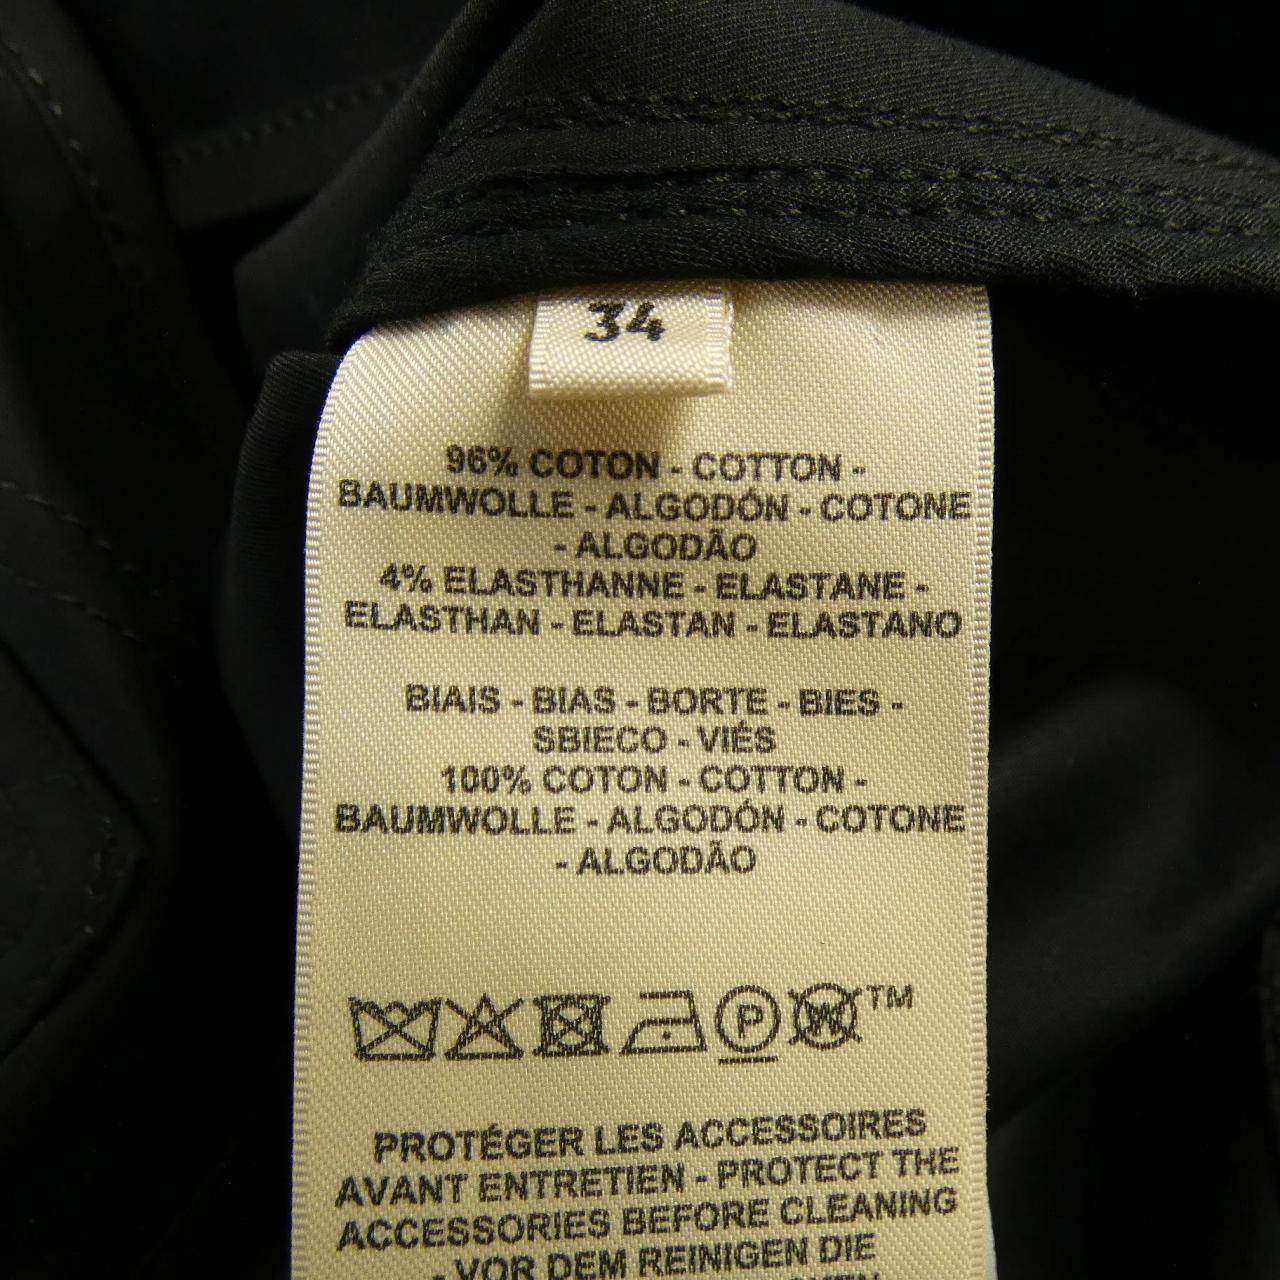 34
96% COTON - COTTON -
BAUMWOLLE - ALGODÓN - COTONE
- ALGODÃO
4% ELASTHANNE - ELASTANE -
ELASTHAN - ELASTAN - ELASTANO
BIAIS - BIAS - BORTE - BIES -
SBIECO - VIÉS
100% COTON - COTTON -
BAUMWOLLE - ALGODÓN - COTONE
- ALGODÃO
P W TM
PROTÉGER LES ACCESSOIRES
AVANT ENTRETIEN - PROTECT THE
ACCESSORIES BEFORE CLEANING
- VOR DEM REINIGEN DIE